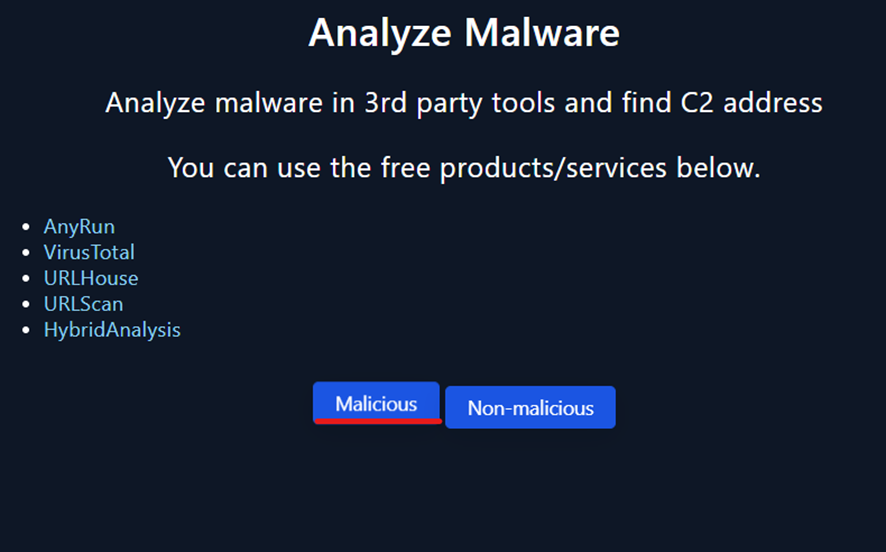 Analyze Malware
Analyze malware in 3rd party tools and find C2 address
You can use the free products/services below.
AnyRun
VirusTotal
URLHouse
URLScan
HybridAnalysis
Malicious
Non-malicious